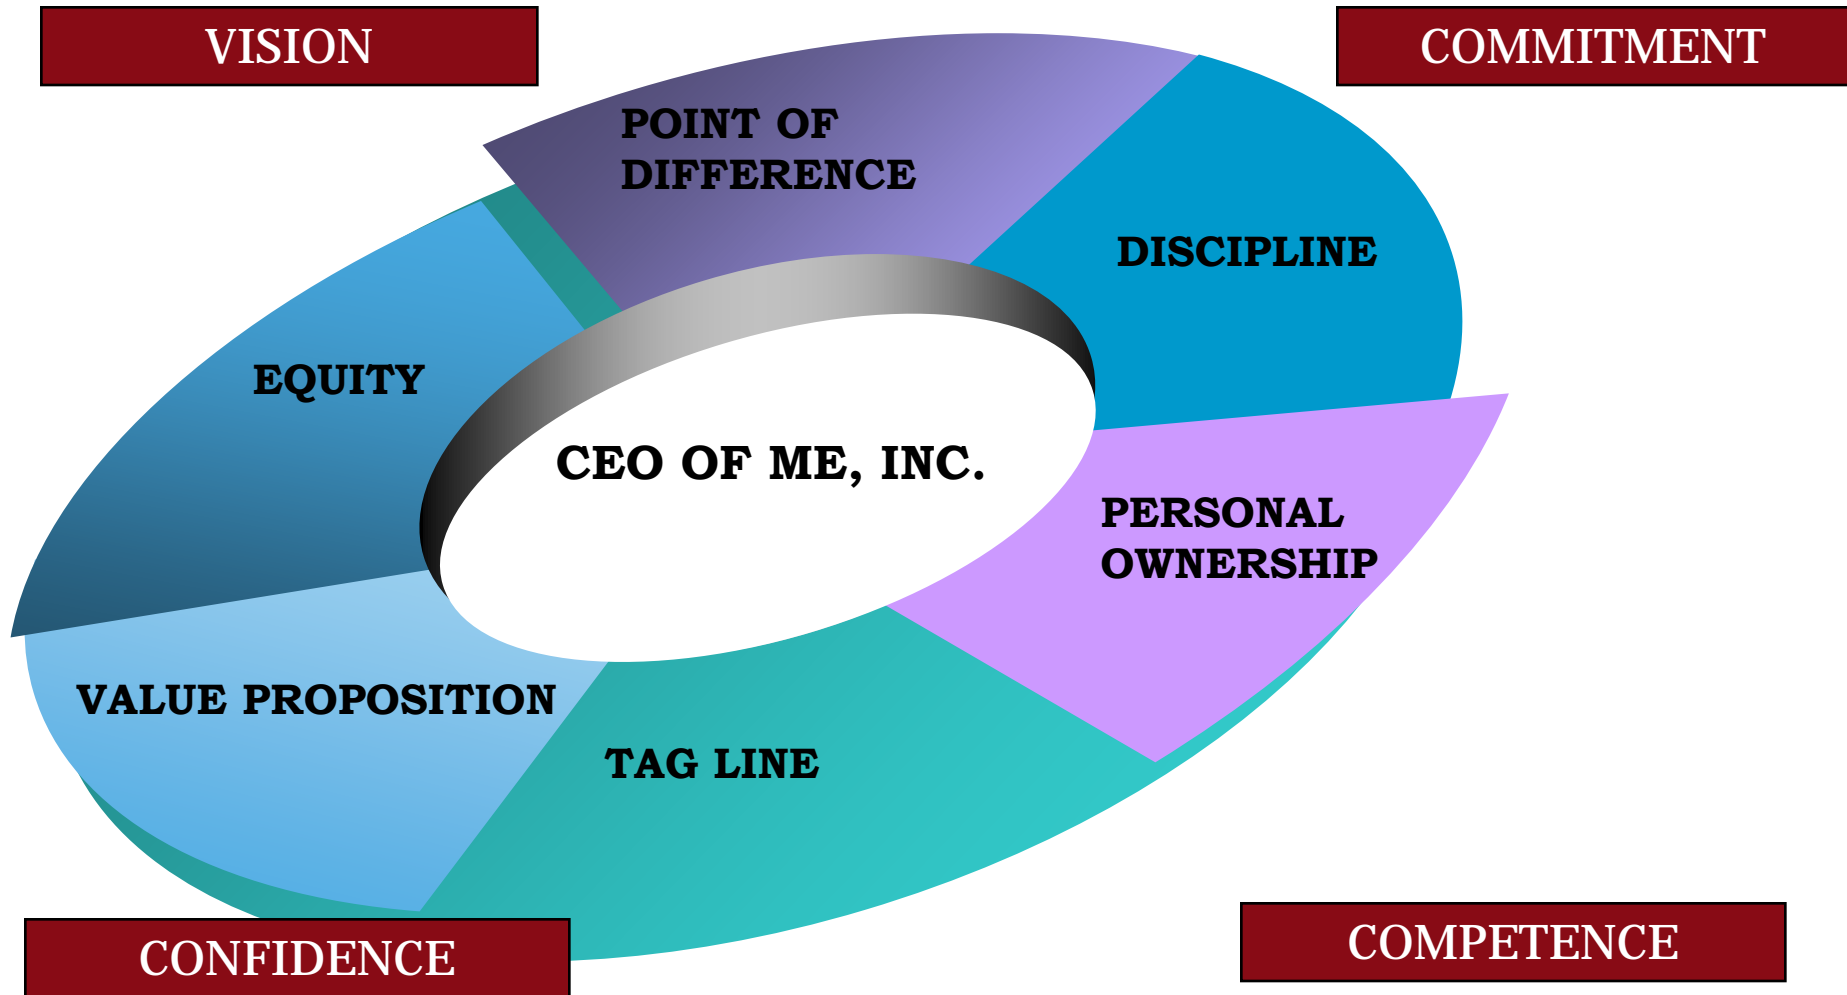 VISION
COMMITMENT
POINT OF
DIFFERENCE
DISCIPLINE
EQUITY
CEO OF ME, INC.
PERSONAL
OWNERSHIP
VALUE PROPOSITION
TAG LINE
CONFIDENCE
COMPETENCE